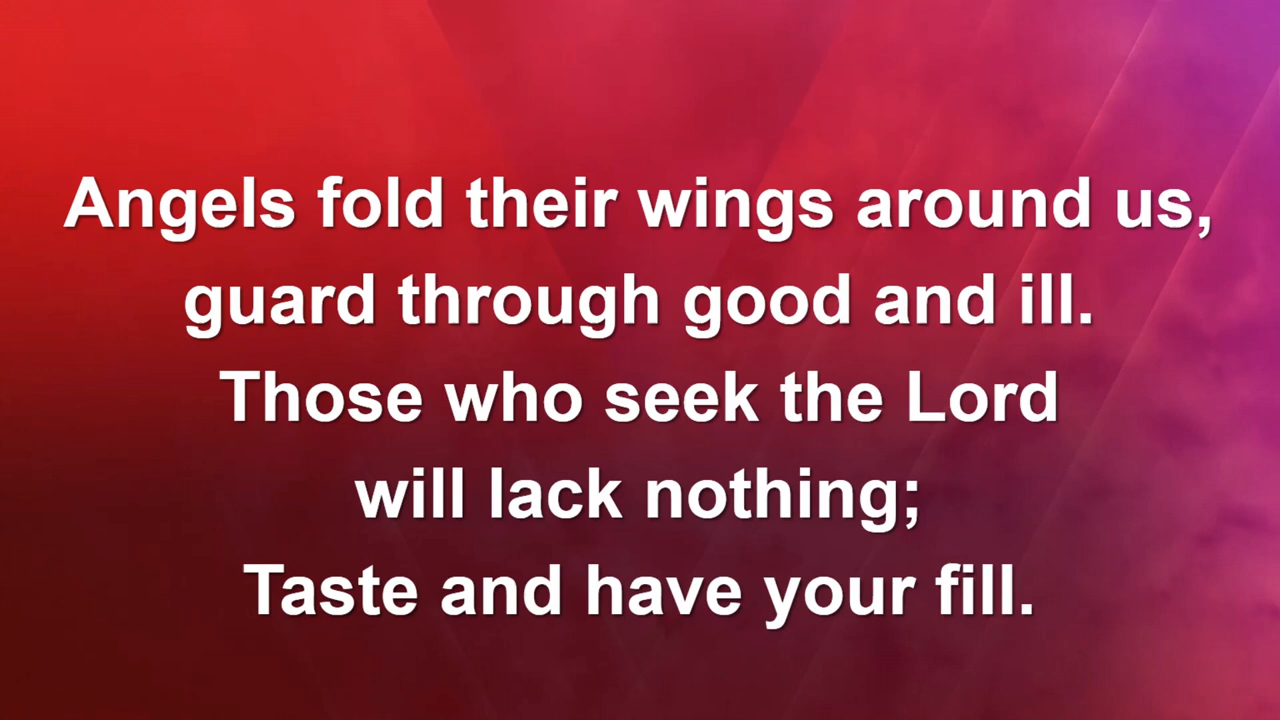 Angels fold their wings around us,
guard through good and ill.
Those who seek the Lord
will lack nothing;
Taste and have your fill.